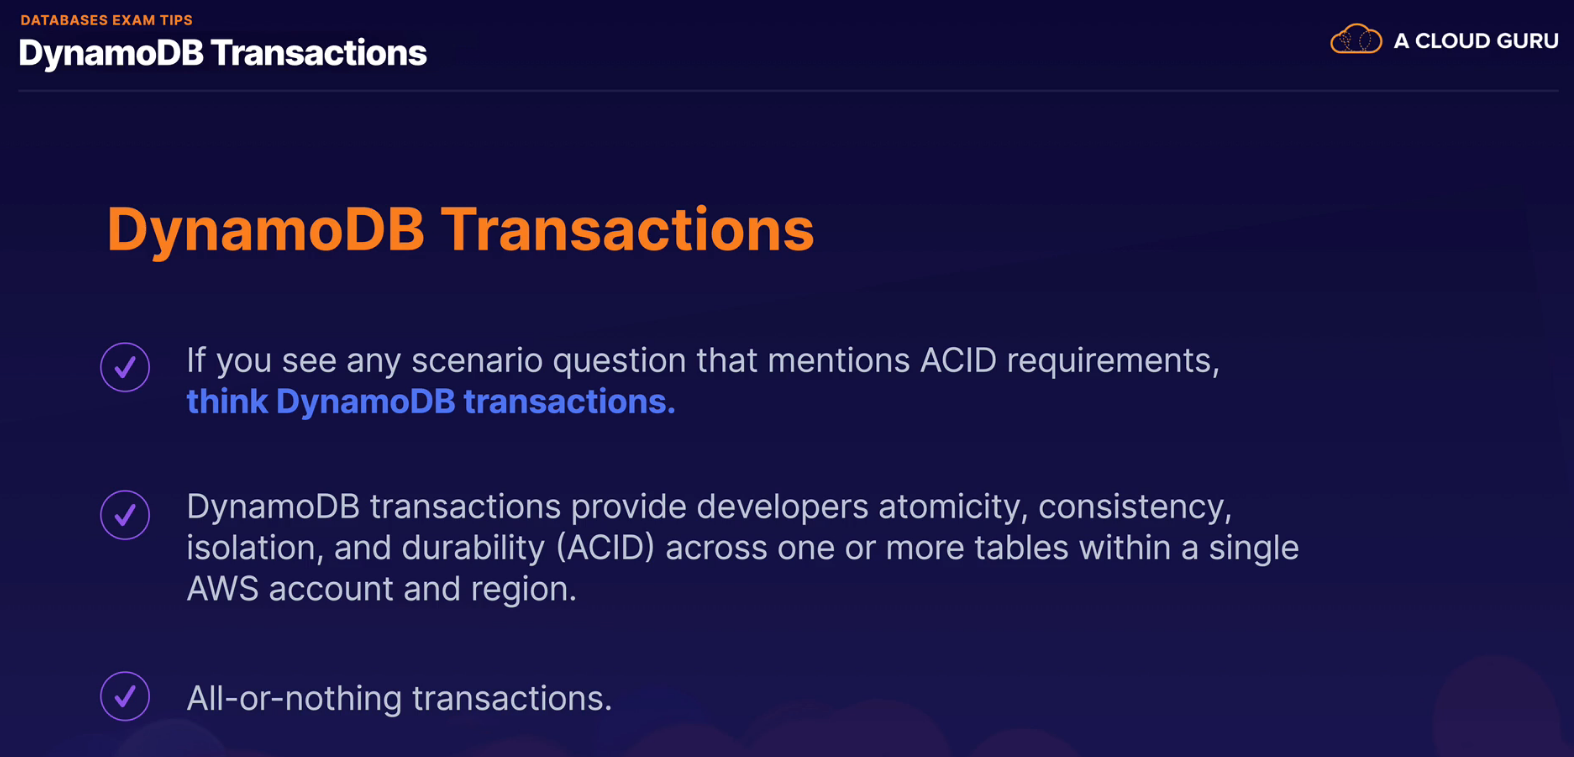 DATABASES EXAM TIPS
DynamoDB Transactions
A CLOUD GURU
DynamoDB Transactions
If you see any scenario question that mentions ACID requirements,
think DynamoDB transactions.
DynamoDB transactions provide developers atomicity, consistency,
isolation, and durability (ACID) across one or more tables within a single
AWS account and region.
All-or-nothing transactions.